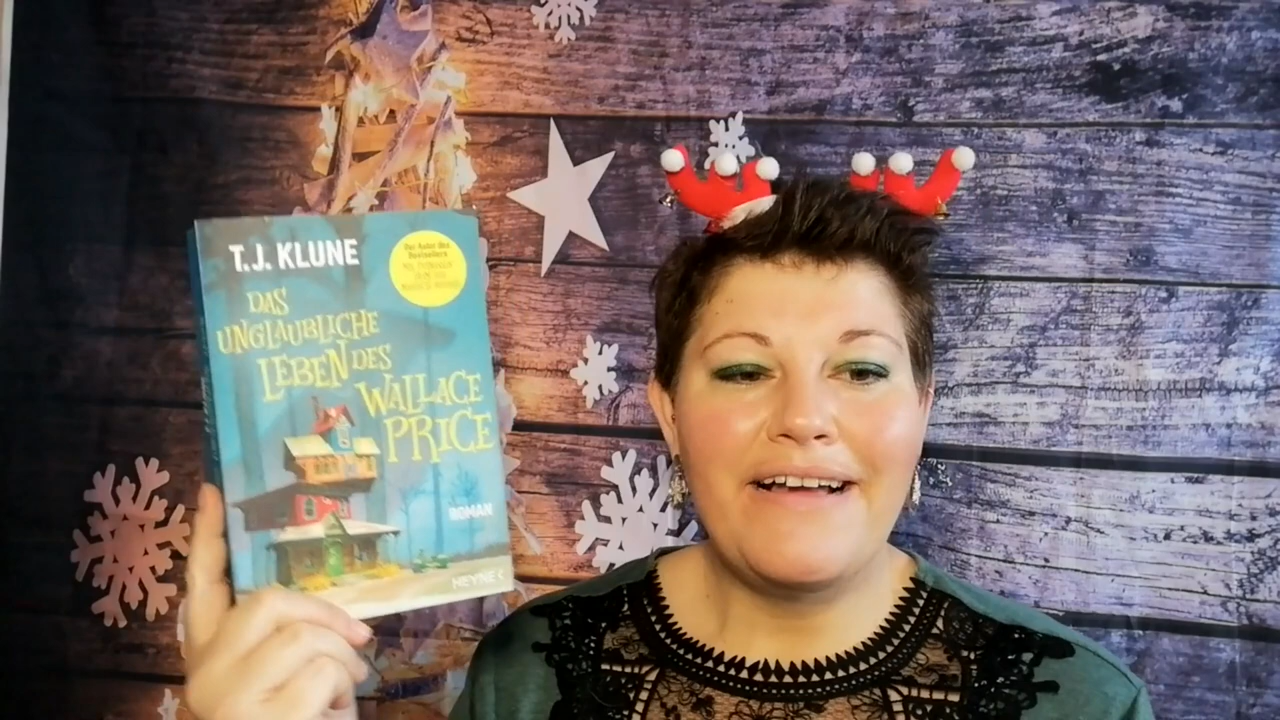 T.J. KLUNE
Der Autor des
Bestsellers
DAS
UNGLAUBLICHE
LEBEN DES
WALLACE
PRICE
ROMAN
HEYNE <